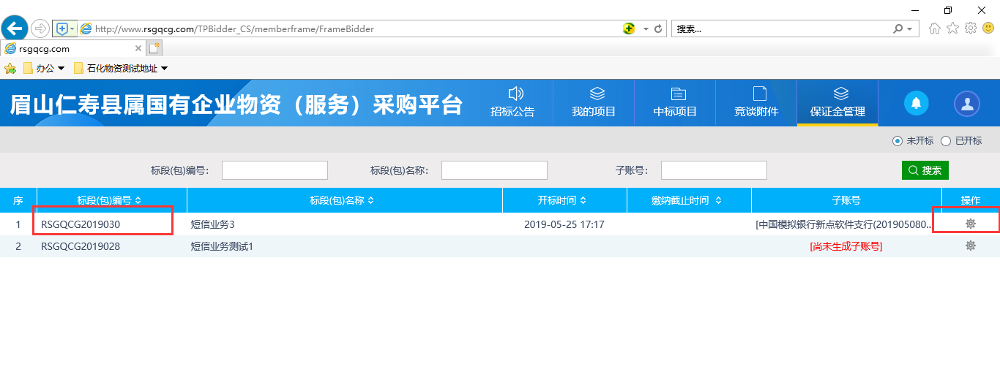 http://www.rsgqcg.com/TPBidder_CS/memberframe/FrameBidder 搜索...
rsgqcg.com
办公 石化物资测试地址
眉山仁寿县属国有企业物资（服务）采购平台 招标公告 我的项目 中标项目 竞谈附件 保证金管理
未开标 已开标
标段(包)编号： 标段(包)名称： 子账号： 搜索
序 标段(包)编号 标段(包)名称 开标时间 缴纳截止时间 子账号 操作
1 RSGQCG2019030 短信业务3 2019-05-25 17:17 [中国模拟银行新点软件支行(201905080..
2 RSGQCG2019028 短信业务测试1 [尚未生成子账号]